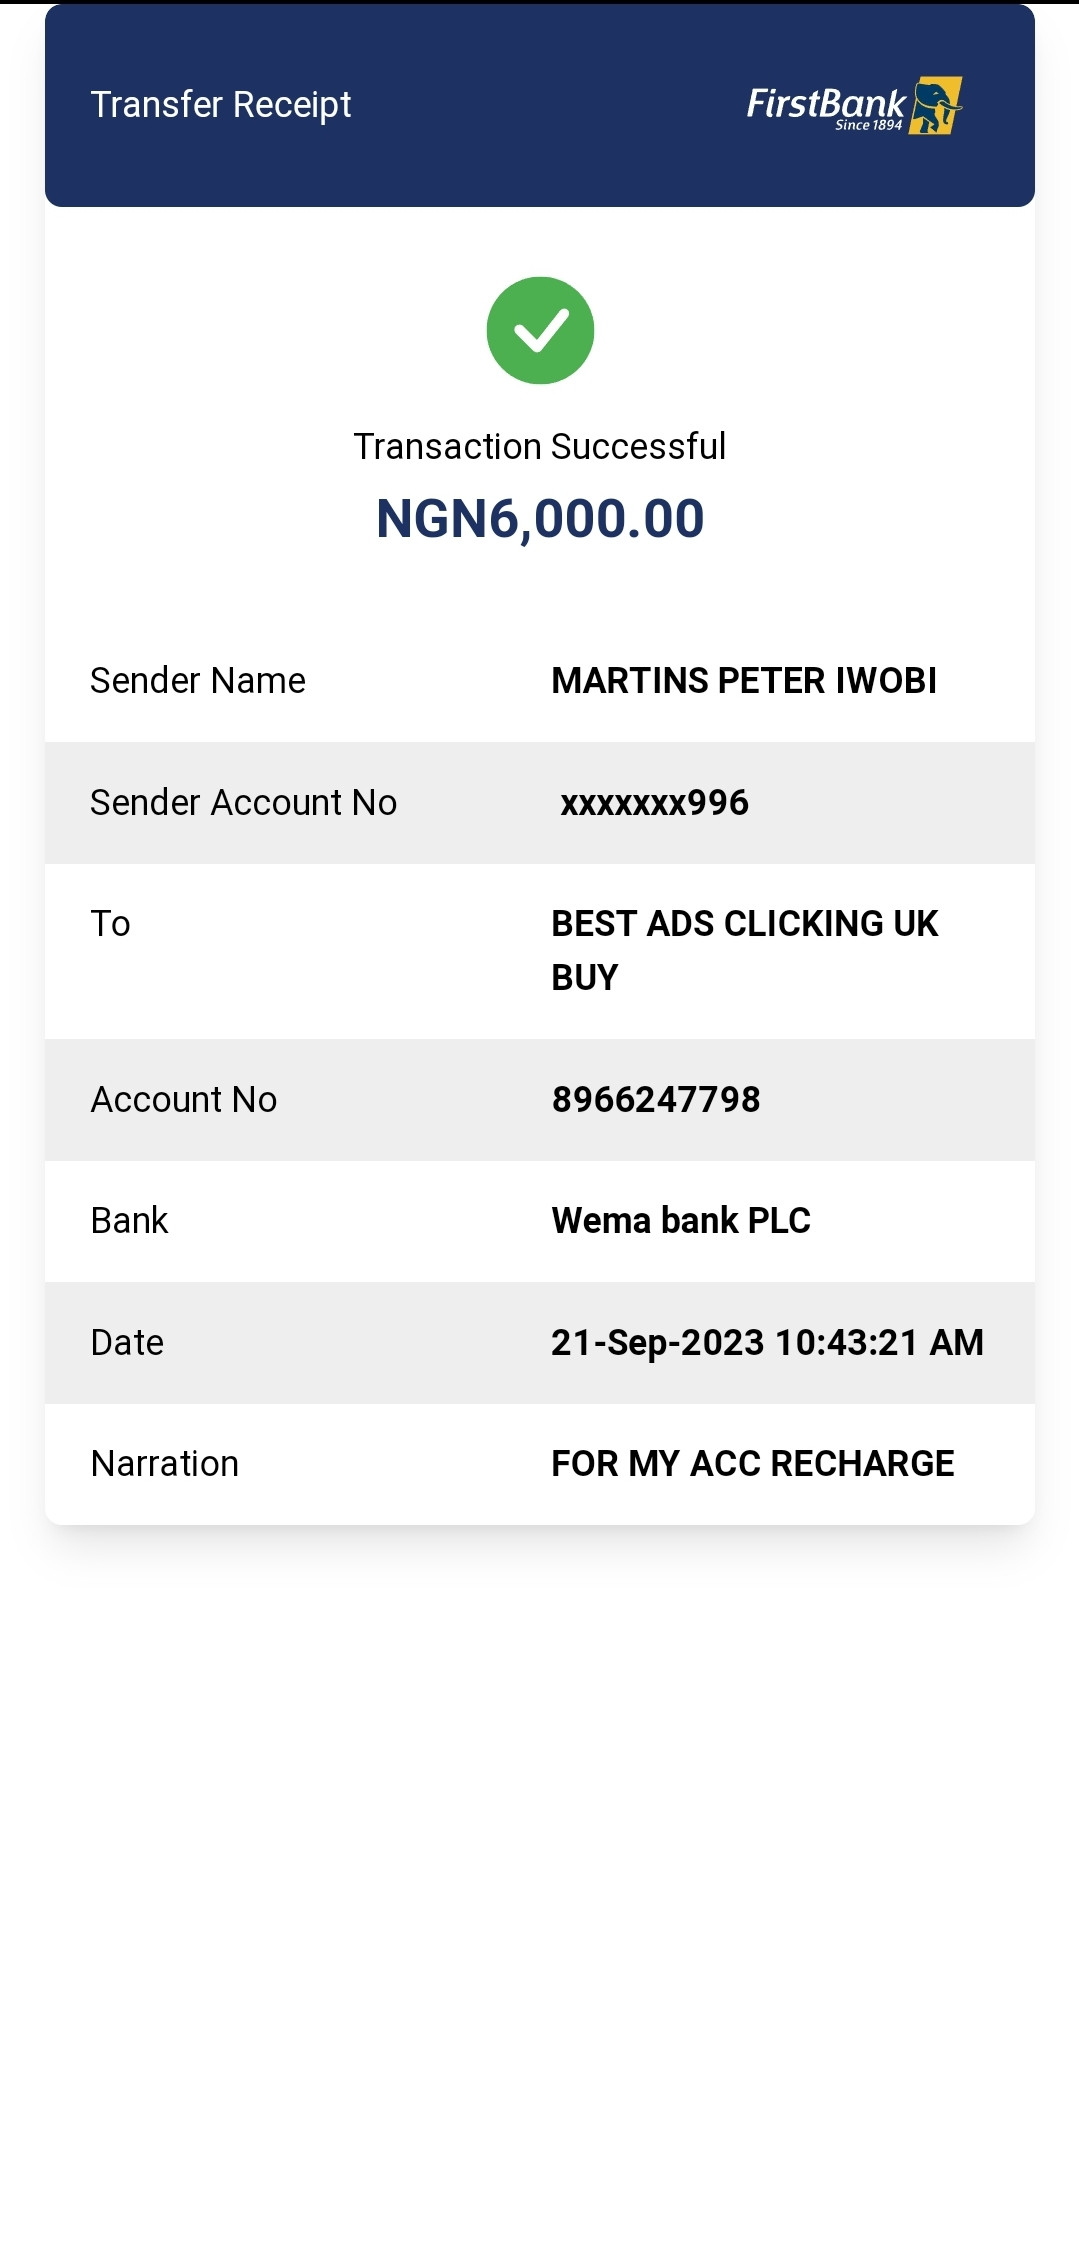 Transfer Receipt
FirstBank
Since 1894
Transaction Successful
NGN6,000.00
Sender Name MARTINS PETER IWOBI
Sender Account No xxxxxxx996
To BEST ADS CLICKING UK
BUY
Account No 8966247798
Bank Wema bank PLC
Date 21-Sep-2023 10:43:21 AM
Narration FOR MY ACC RECHARGE